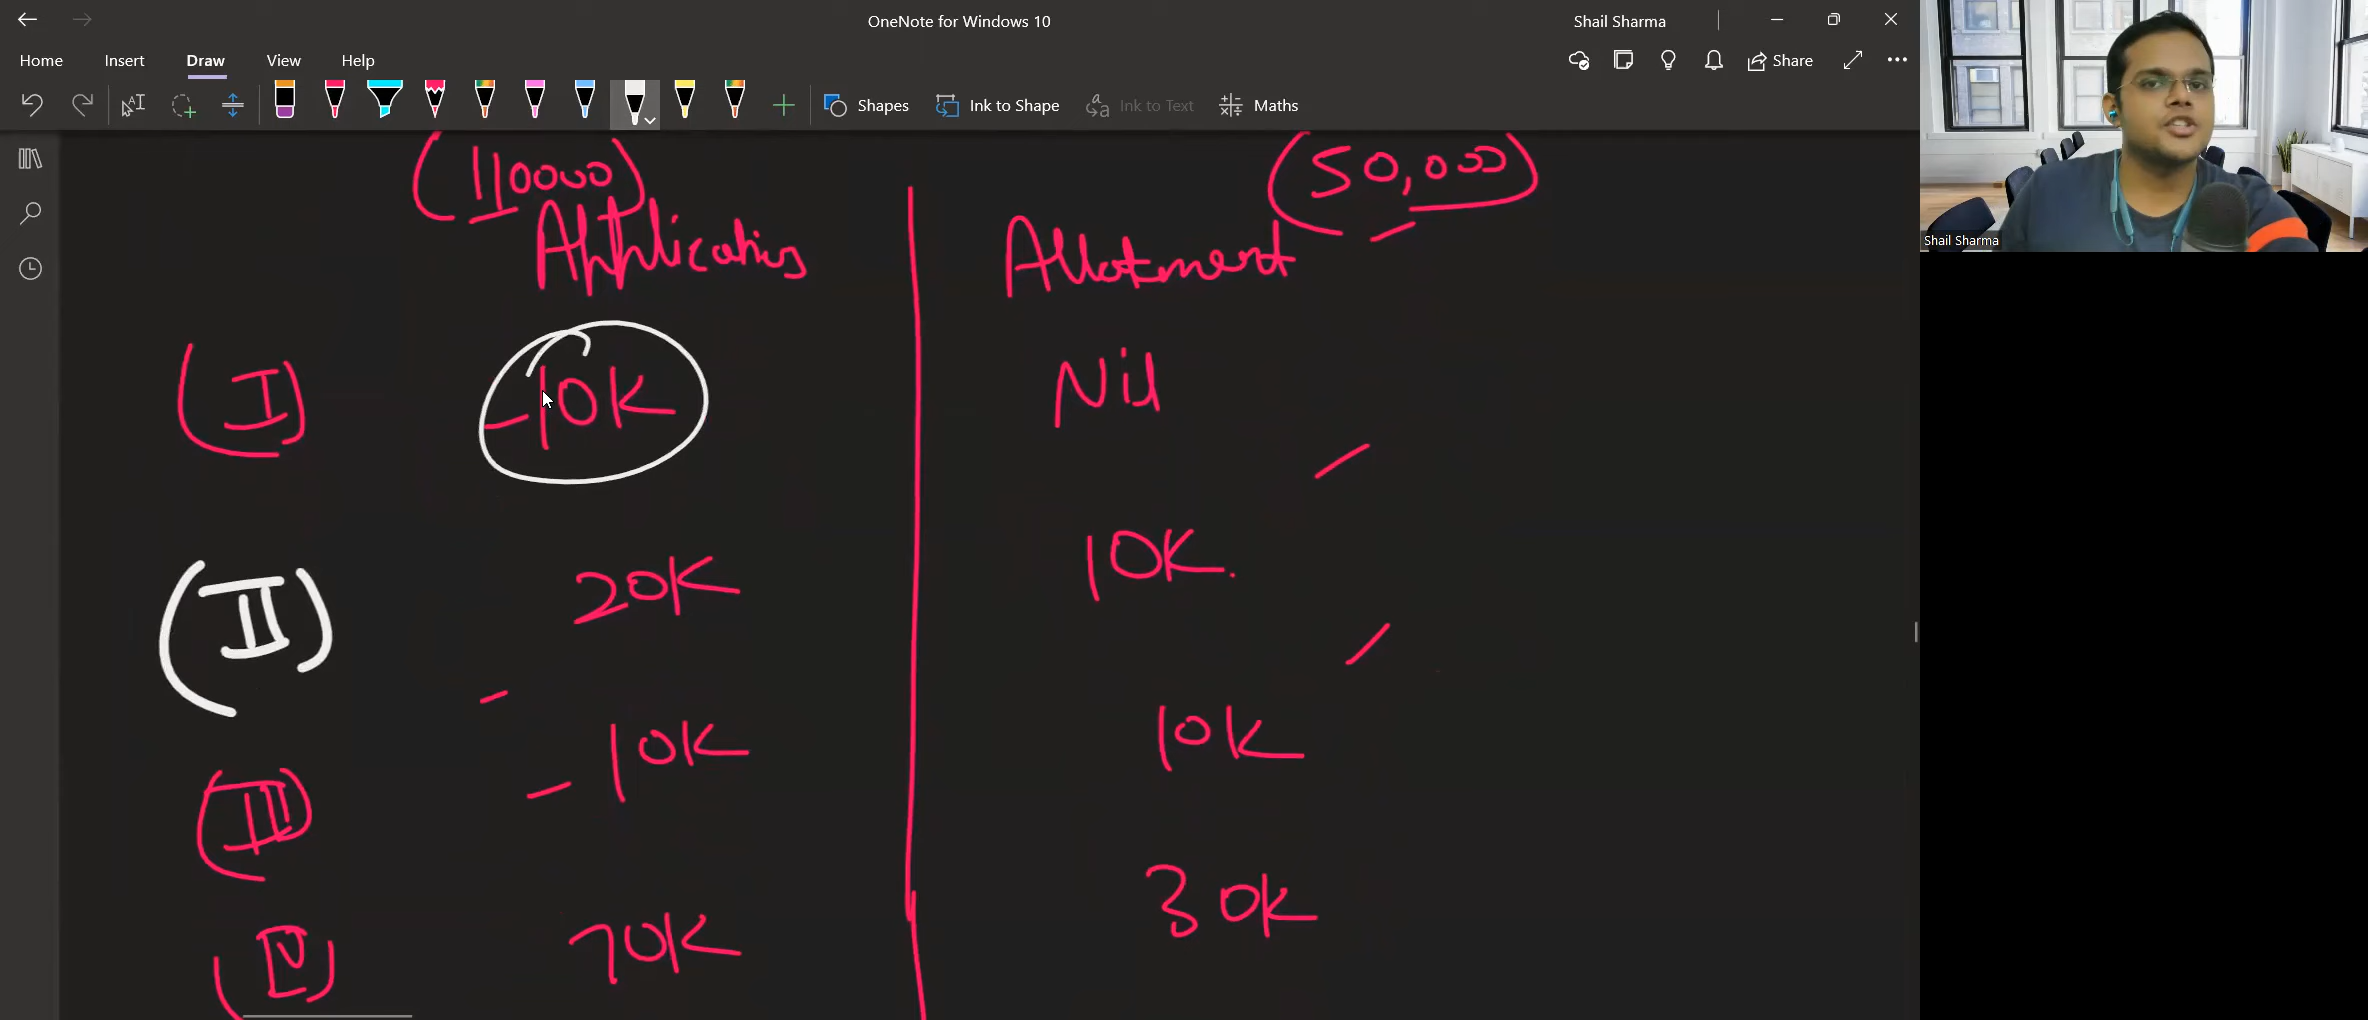 OneNote for Windows 10
Shail Sharma
Home Insert Draw View Help
Share
Shapes Ink to Shape Ink to Text Maths
(110000) (50,000)
Applications Allotment
(I) -10K Nil
(II) 20K 10K.
(III) - 10K 10K
(IV) 70K 30K
Shail Sharma